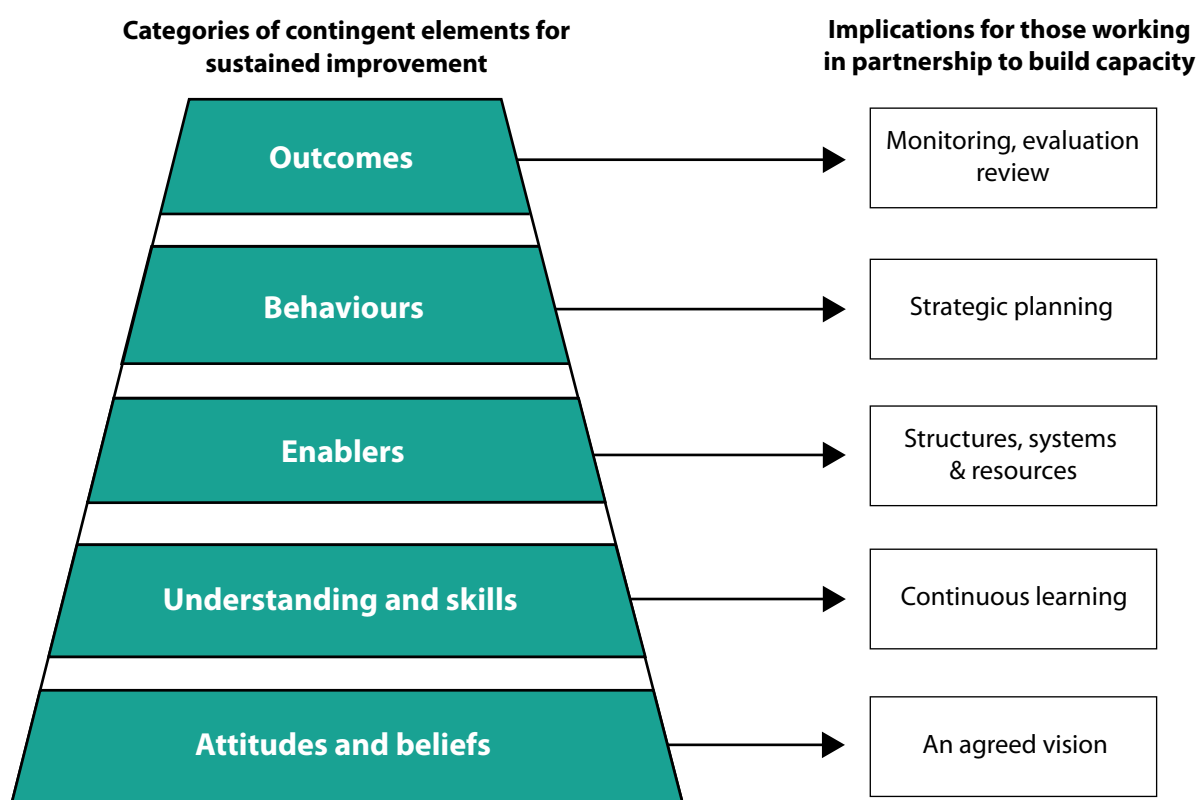 Categories of contingent elements for
sustained improvement
Implications for those working
in partnership to build capacity
Outcomes
Monitoring, evaluation
review
Behaviours
Strategic planning
Enablers
Structures, systems
& resources
Understanding and skills
Continuous learning
Attitudes and beliefs
An agreed vision